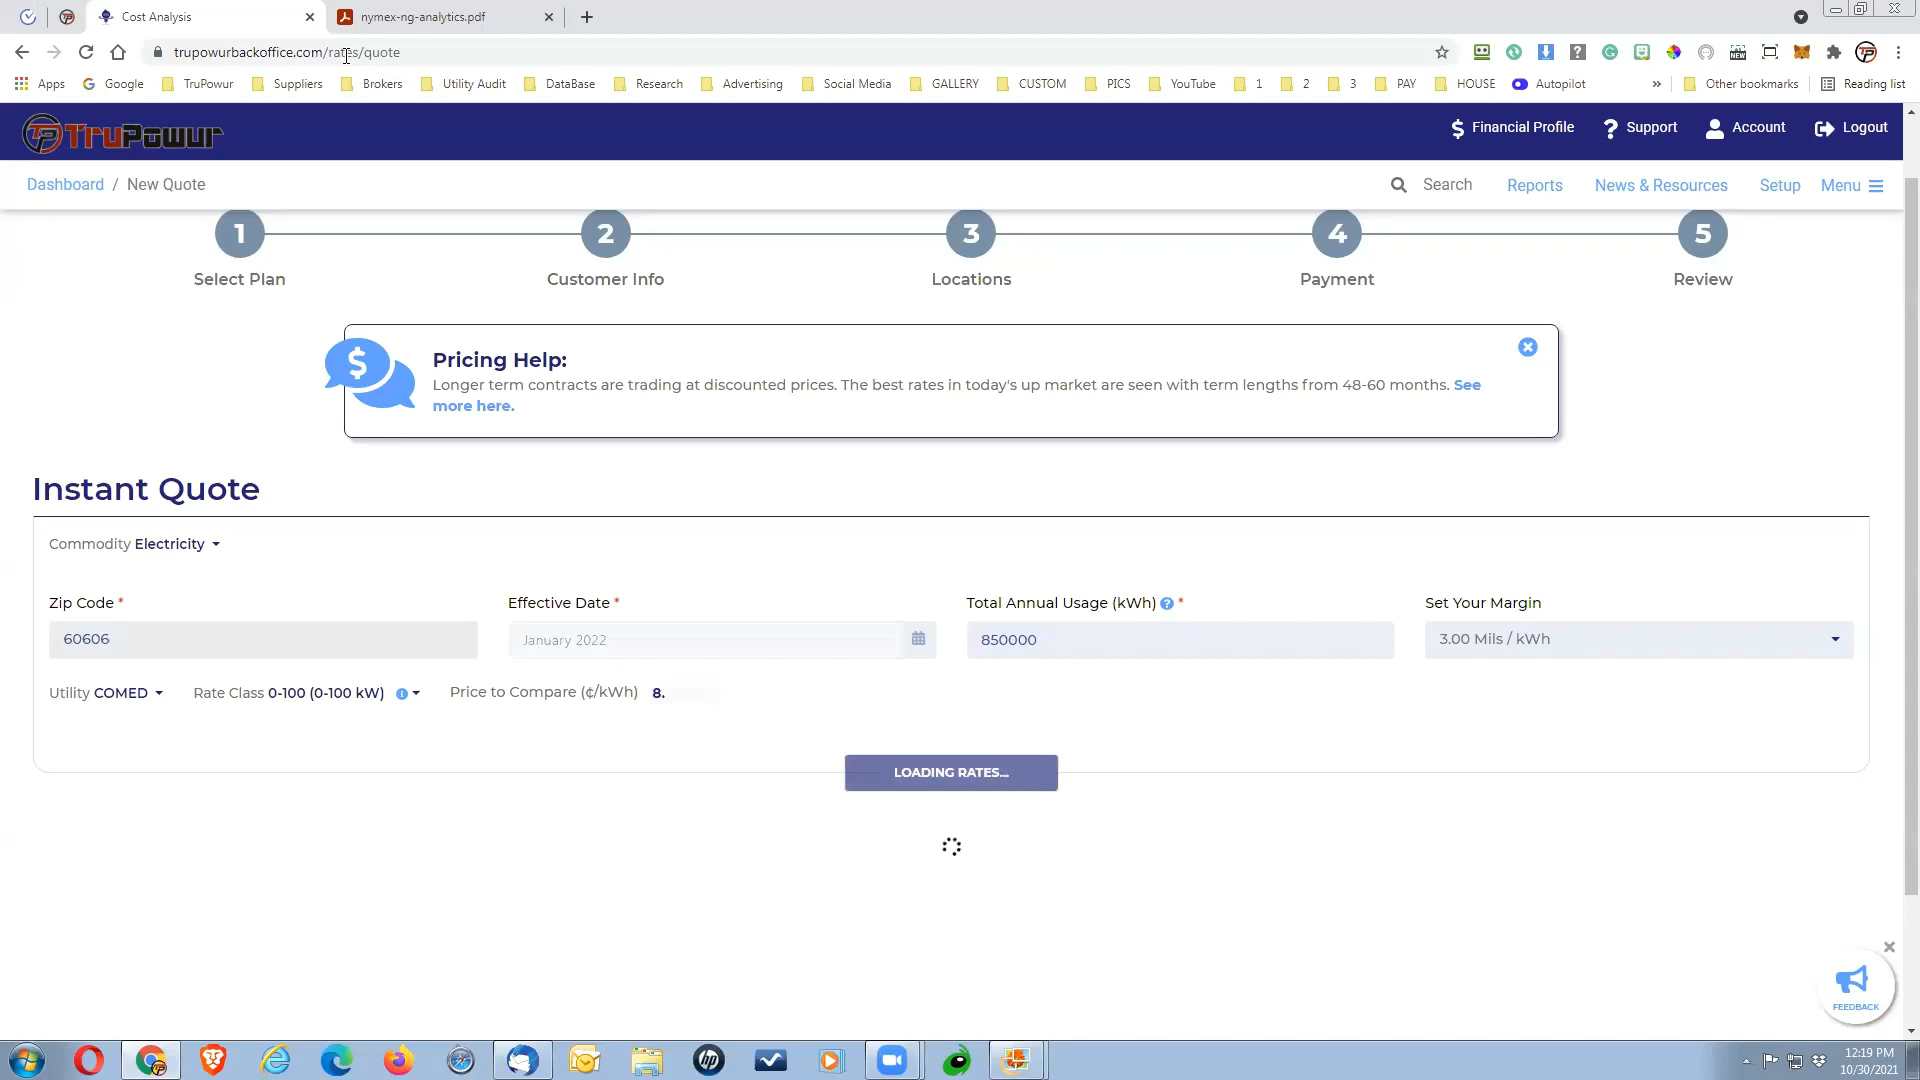 Cost Analysis
nymex-ng-analytics.pdf
trupowurbackoffice.com/rates/quote
Apps
Google
TruPowur
Suppliers
Brokers
Utility Audit
DataBase
Research
Advertising
Social Media
GALLERY
CUSTOM
PICS
YouTube
1
2
3
PAY
HOUSE
Autopilot
»
Other bookmarks
Reading list
TruPowur
Financial Profile
Support
Account
Logout
Dashboard / New Quote
Search
Reports
News & Resources
Setup
Menu
1
2
3
4
5
Select Plan
Customer Info
Locations
Payment
Review
Pricing Help:
Longer term contracts are trading at discounted prices. The best rates in today's up market are seen with term lengths from 48-60 months. See
more here.
Instant Quote
Commodity Electricity
Zip Code *
Effective Date *
Total Annual Usage (kWh) ? *
Set Your Margin
60606
January 2022
850000
3.00 Mils / kWh
Utility COMED
Rate Class 0-100 (0-100 kW)
Price to Compare (¢/kWh) 8.
LOADING RATES...
FEEDBACK
12:19 PM
10/30/2021